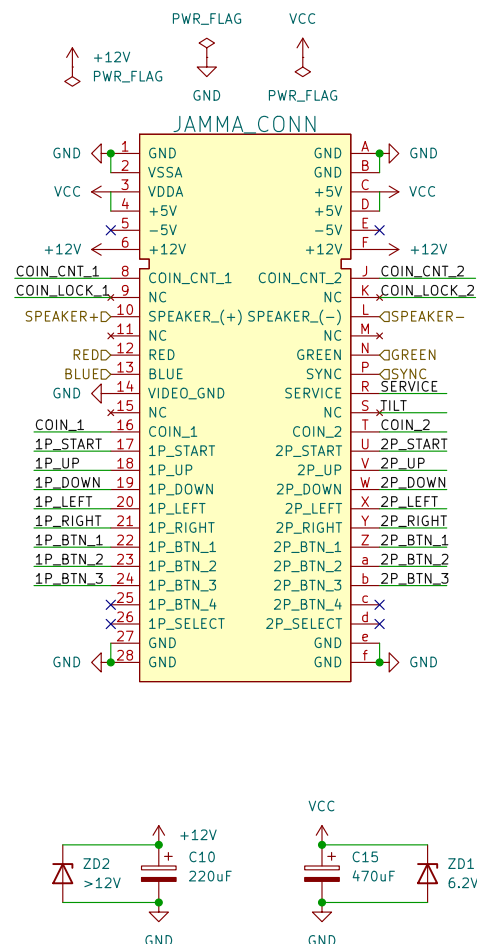 PWR_FLAG VCC
+12V
PWR_FLAG
GND PWR_FLAG
JAMMA_CONN
GND 1 GND GND A GND
2 VSSA GND B
VCC 3 VDDA +5V C VCC
4 +5V +5V D
5 -5V -5V E
+12V 6 +12V +12V F +12V
COIN_CNT_1 8 COIN_CNT_1 COIN_CNT_2 J COIN_CNT_2
COIN_LOCK_1 9 NC NC K COIN_LOCK_2
SPEAKER+ 10 SPEAKER_(+) SPEAKER_(-) L SPEAKER-
11 NC NC M
RED 12 RED GREEN N GREEN
BLUE 13 BLUE SYNC P SYNC
GND 14 VIDEO_GND SERVICE R SERVICE
15 NC NC S TILT
COIN_1 16 COIN_1 COIN_2 T COIN_2
1P_START 17 1P_START 2P_START U 2P_START
1P_UP 18 1P_UP 2P_UP V 2P_UP
1P_DOWN 19 1P_DOWN 2P_DOWN W 2P_DOWN
1P_LEFT 20 1P_LEFT 2P_LEFT X 2P_LEFT
1P_RIGHT 21 1P_RIGHT 2P_RIGHT Y 2P_RIGHT
1P_BTN_1 22 1P_BTN_1 2P_BTN_1 Z 2P_BTN_1
1P_BTN_2 23 1P_BTN_2 2P_BTN_2 a 2P_BTN_2
1P_BTN_3 24 1P_BTN_3 2P_BTN_3 b 2P_BTN_3
25 1P_BTN_4 2P_BTN_4 c
26 1P_SELECT 2P_SELECT d
27 GND GND e
GND 28 GND GND f GND
VCC
+12V
ZD2 C10 C15 ZD1
>12V 220uF 470uF 6.2V
GND GND